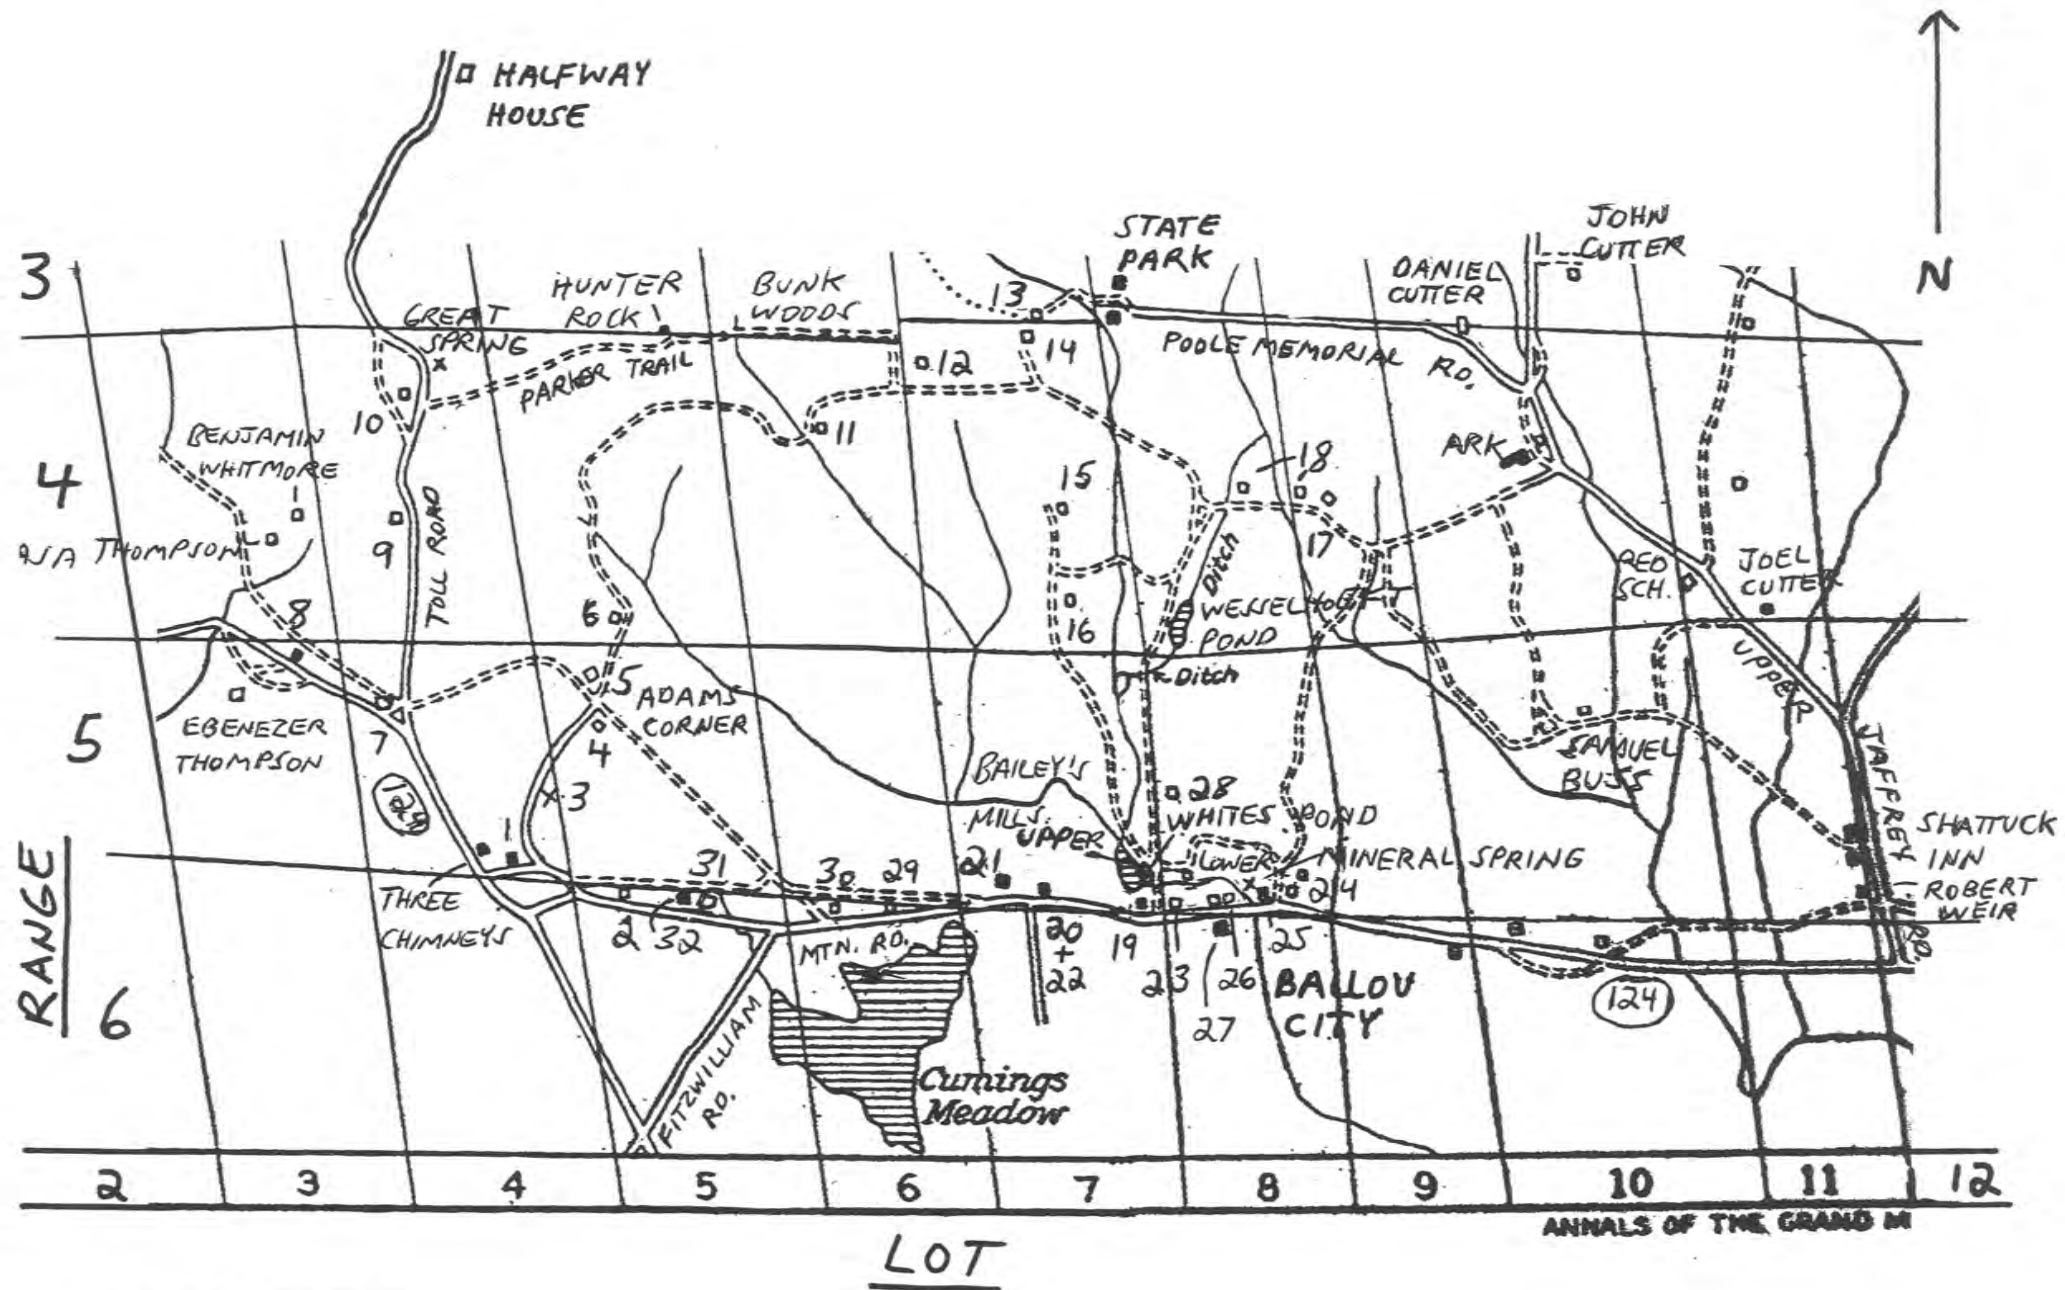 HALFWAY
HOUSE
N
3
STATE
PARK
JOHN
CUTTER
DANIEL
CUTTER
HUNTER
ROCK
BUNK
WOODS
GREAT
SPRING
13
14
12
POOLE MEMORIAL RD.
PARKER TRAIL
10
11
4
BENJAMIN
WHITMORE
1
THOMPSON
9
TOLL ROAD
ARK
18
15
17
Ditch
16
WESSELHOEFT
POND
Ditch
RED
SCH.
JOEL
CUTTER
8
6
5
ADAMS
CORNER
4
5
EBENEZER
THOMPSON
7
124
3
UPPER
JAFFREY
RD.
SAMUEL
BUSS
BAILEY'S
MILLS
28
WHITES POND
UPPER
LOWER
MINERAL SPRING
24
SHATTUCK
INN
ROBERT
WEIR
RANGE
1
31
30
29
21
THREE
CHIMNEYS
2
32
MTN. RD.
20
+
22
19
23
26
25
27
BALLOU
CITY
124
6
FITZWILLIAM
RD.
Cumings
Meadow
2 3 4 5 6 7 8 9 10 11 12
ANNALS OF THE GRAND M
LOT